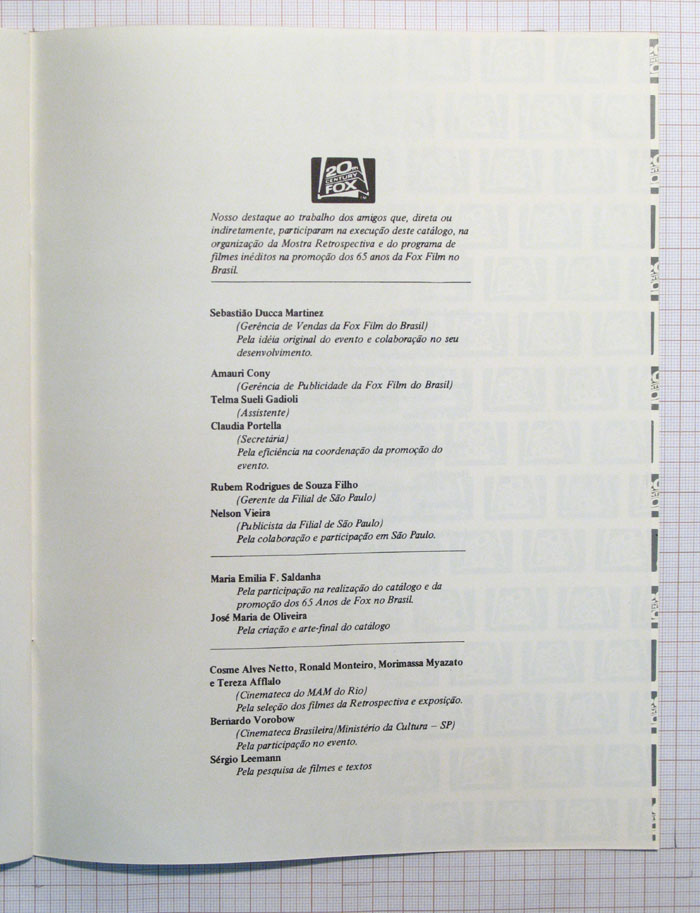 20th
CENTURY
FOX
Nosso destaque ao trabalho dos amigos que, direta ou
indiretamente, participaram na execução deste catálogo, na
organização da Mostra Retrospectiva e do programa de
filmes inéditos na promoção dos 65 anos da Fox Film no
Brasil.
Sebastião Ducca Martinez
(Gerência de Vendas da Fox Film do Brasil)
Pela idéia original do evento e colaboração no seu
desenvolvimento.
Amauri Cony
(Gerência de Publicidade da Fox Film do Brasil)
Telma Sueli Gadioli
(Assistente)
Claudia Portella
(Secretária)
Pela eficiência na coordenação da promoção do
evento.
Rubem Rodrigues de Souza Filho
(Gerente da Filial de São Paulo)
Nelson Vieira
(Publicista da Filial de São Paulo)
Pela colaboração e participação em São Paulo.
Maria Emilia F. Saldanha
Pela participação na realização do catálogo e da
promoção dos 65 Anos de Fox no Brasil.
José Maria de Oliveira
Pela criação e arte-final do catálogo
Cosme Alves Netto, Ronald Monteiro, Morimassa Myazato
e Tereza Afflalo
(Cinemateca do MAM do Rio)
Pela seleção dos filmes da Retrospectiva e exposição.
Bernardo Vorobow
(Cinemateca Brasileira/Ministério da Cultura – SP)
Pela participação no evento.
Sérgio Leemann
Pela pesquisa de filmes e textos